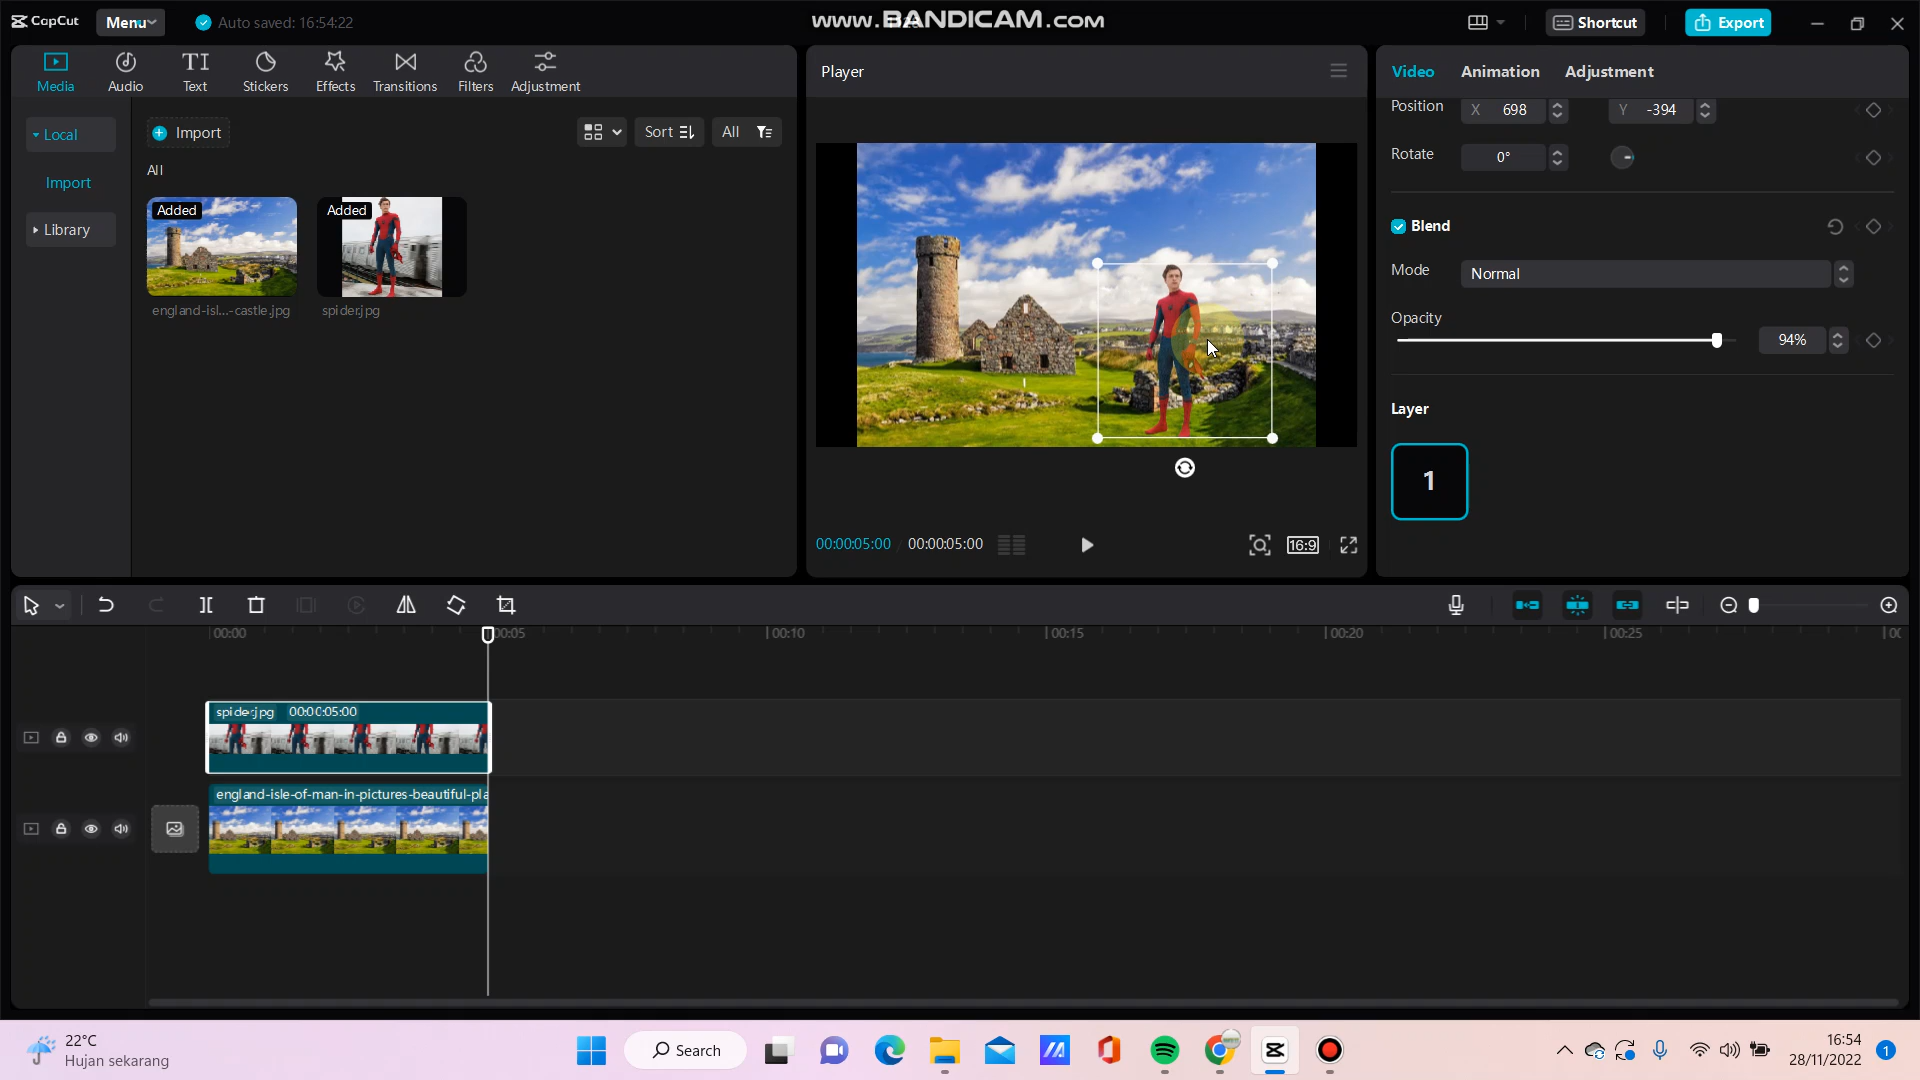 CapCut
Menu
Auto saved: 16:54:22
www.BANDICAM.com
Shortcut
Export
Media
Audio
Text
Stickers
Effects
Transitions
Filters
Adjustment
Player
Video
Animation
Adjustment
Local
Import
Library
Import
Sort
All
All
Added
england-isl...-castle.jpg
Added
spider.jpg
Position
X 698
Y -394
Rotate
0°
Blend
Mode
Normal
Opacity
94%
Layer
1
00:00:05:00 / 00:00:05:00
16:9
00:00
00:05
00:10
00:15
00:20
00:25
spider.jpg 00:00:05:00
england-isle-of-man-in-pictures-beautiful-pla
22°C
Hujan sekarang
Search
16:54
28/11/2022
1